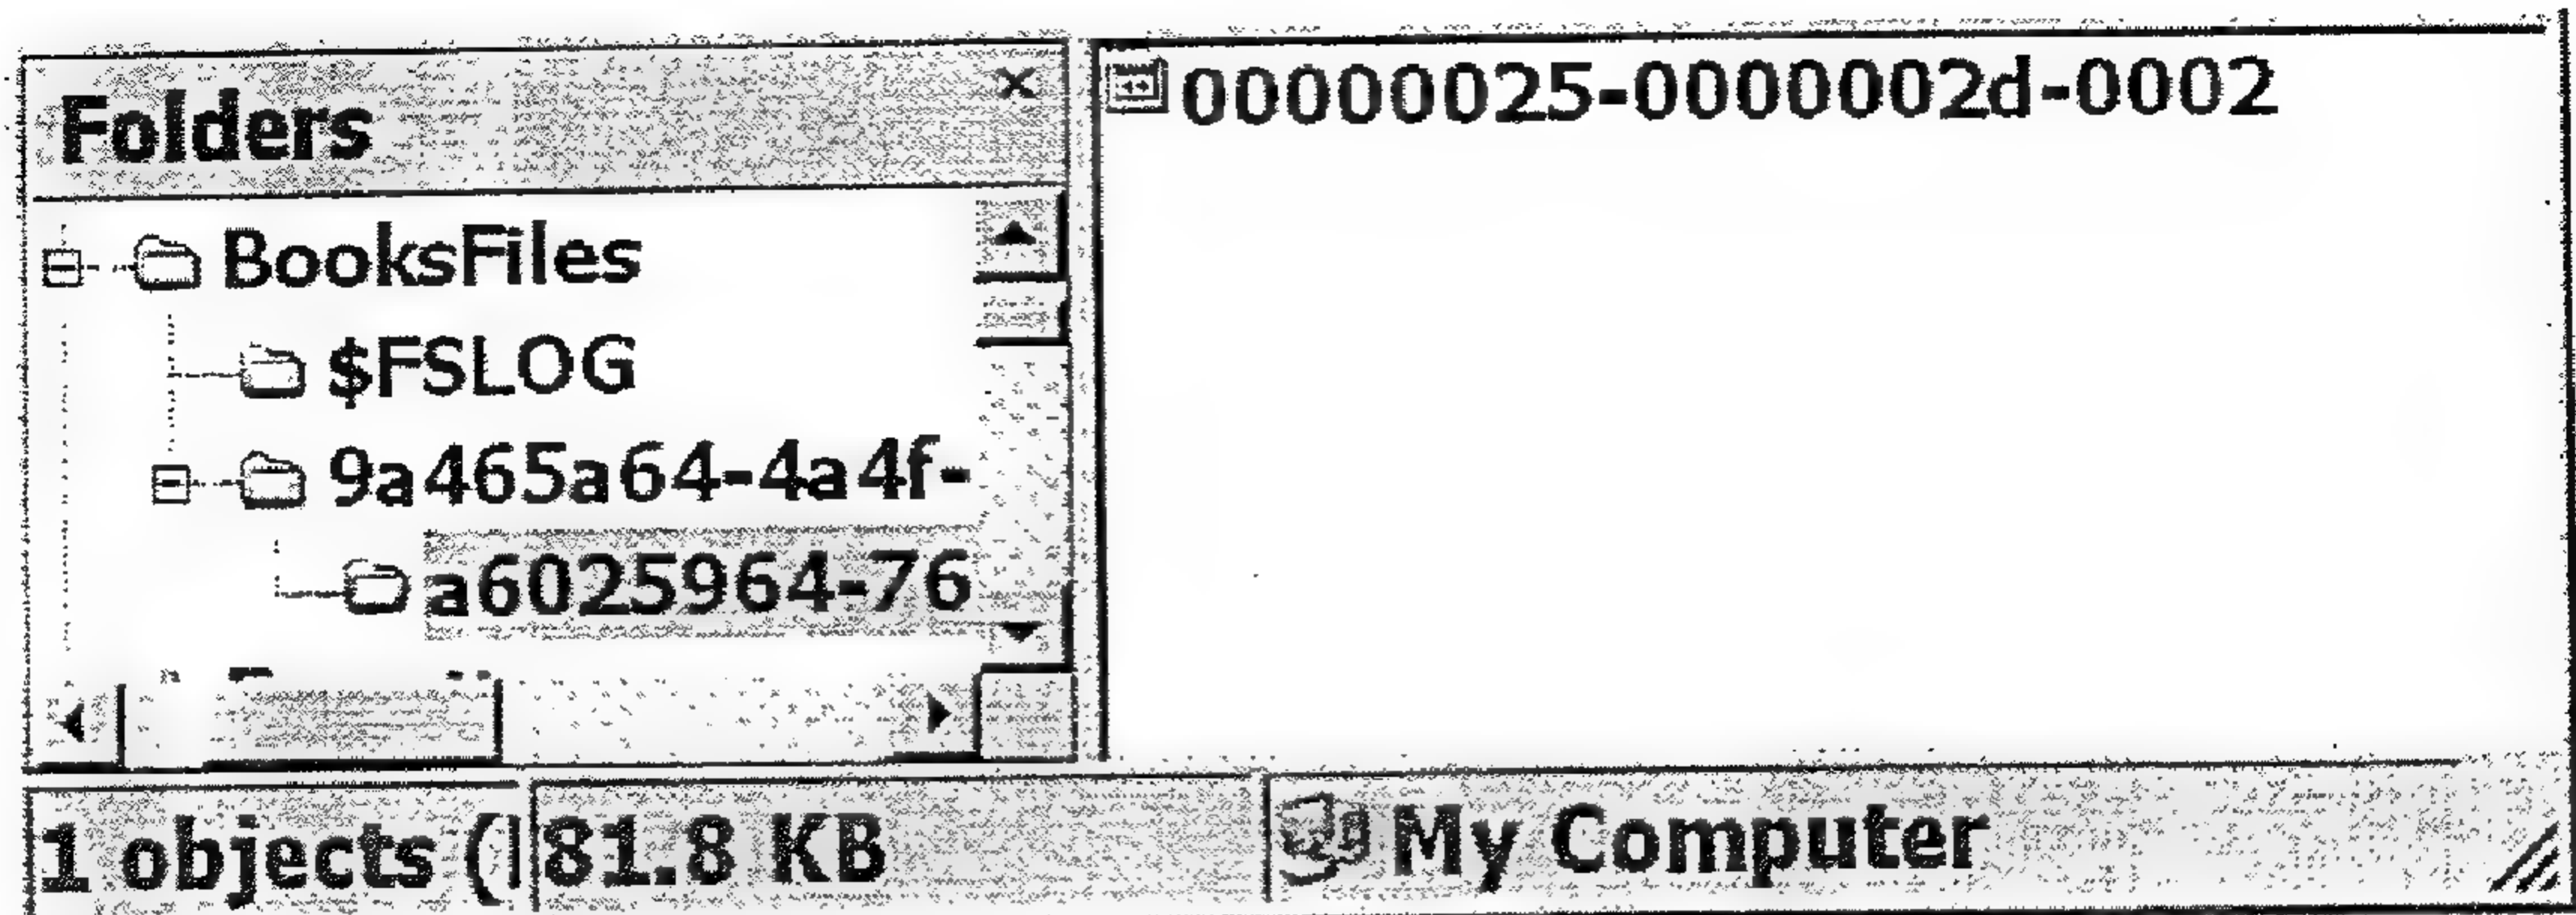 Folders
BooksFiles
$FSLOG
9a465a64-4a4f-
a6025964-76
00000025-0000002d-0002
1 objects (
81.8 KB
My Computer